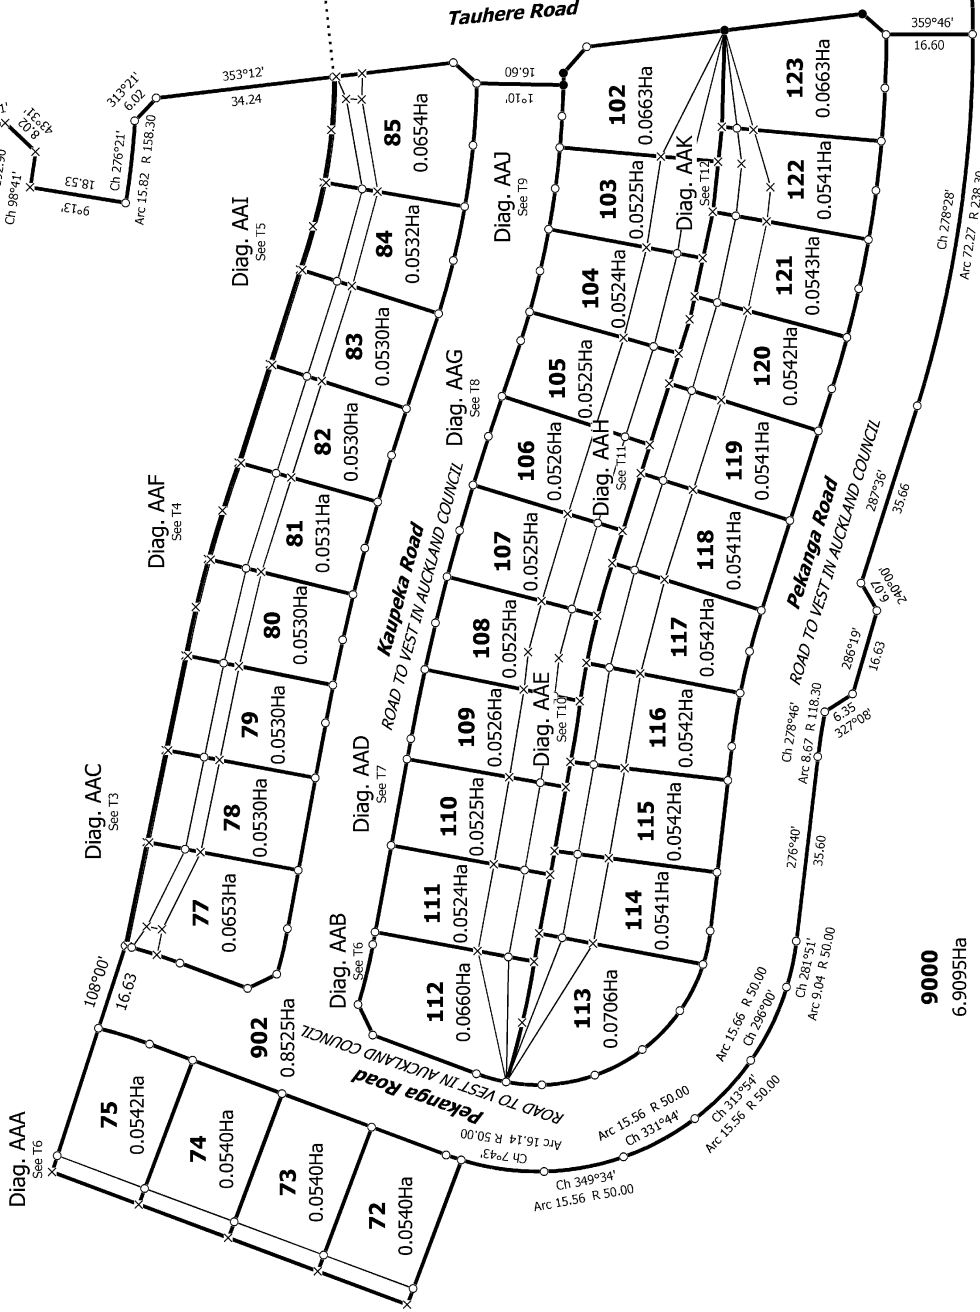 Tauhere Road
359°46'
16.60
353°12'
34.24
313°21'
6.02
43°31'
8.02
Ch 98°41'
18.53
9°13'
Ch 276°21'
Arc 15.82 R 158.30
16.60
1°10'
Diag. AAI
See T5
Diag. AAJ
See T9
Diag. AAK
See T12
85
0.0654Ha
84
0.0532Ha
83
0.0530Ha
82
0.0530Ha
81
0.0531Ha
80
0.0530Ha
79
0.0530Ha
78
0.0530Ha
77
0.0653Ha
Diag. AAF
See T4
Diag. AAC
See T3
Diag. AAG
See T8
Kaupeka Road
ROAD TO VEST IN AUCKLAND COUNCIL
Diag. AAD
See T7
Diag. AAB
See T6
102
0.0663Ha
103
0.0525Ha
104
0.0524Ha
105
0.0525Ha
106
0.0526Ha
107
0.0525Ha
108
0.0525Ha
109
0.0526Ha
110
0.0525Ha
111
0.0524Ha
112
0.0660Ha
Diag. AAH
See T11
Diag. AAE
See T10
123
0.0663Ha
122
0.0541Ha
121
0.0543Ha
120
0.0542Ha
119
0.0541Ha
118
0.0541Ha
117
0.0542Ha
116
0.0542Ha
115
0.0542Ha
114
0.0541Ha
113
0.0706Ha
Ch 278°28'
Arc 72.27 R 238.30
Pekanga Road
ROAD TO VEST IN AUCKLAND COUNCIL
287°36'
35.66
240°00'
6.07
286°19'
16.63
6.35
327°08'
Ch 278°46'
Arc 8.67 R 118.30
276°40'
35.60
Ch 281°51'
Arc 9.04 R 50.00
Arc 15.66 R 50.00
Ch 296°00'
Ch 313°54'
Arc 15.56 R 50.00
Arc 15.56 R 50.00
Ch 331°44'
Ch 349°34'
Arc 15.56 R 50.00
Arc 16.14 R 50.00
Ch 7°43'
108°00'
16.63
902
0.8525Ha
Pekanga Road
ROAD TO VEST IN AUCKLAND COUNCIL
Diag. AAA
See T6
75
0.0542Ha
74
0.0540Ha
73
0.0540Ha
72
0.0540Ha
9000
6.9095Ha